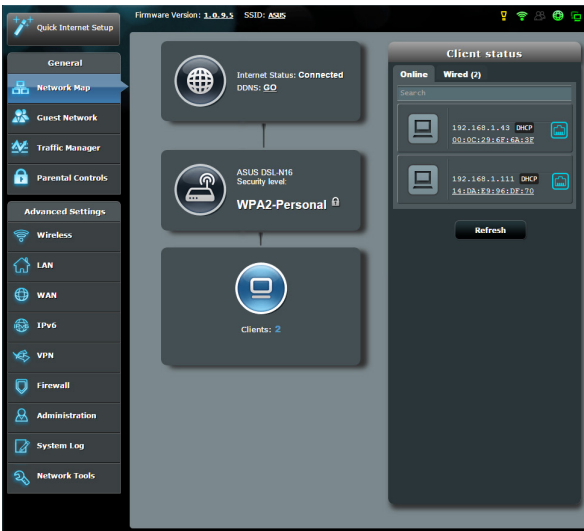 Quick Internet Setup
Firmware Version: 1.0.9.5 SSID: ASUS
General
Network Map
Guest Network
Traffic Manager
Parental Controls
Advanced Settings
Wireless
LAN
WAN
IPv6
VPN
Firewall
Administration
System Log
Network Tools
Internet Status: Connected
DDNS: GO
ASUS DSL-N16
Security level:
WPA2-Personal
Clients: 2
Client status
Online Wired (2)
Search
192.168.1.43 DHCP
00:0C:29:6F:6A:3F
192.168.1.111 DHCP
14:DA:E9:96:DF:70
Refresh